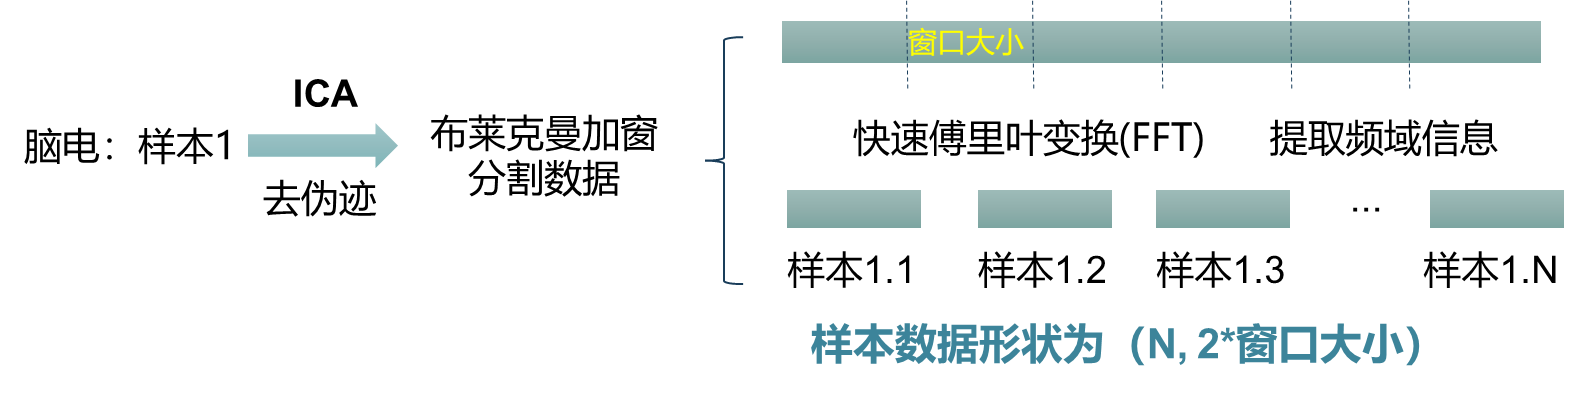 脑电：样本1
ICA
去伪迹
布莱克曼加窗
分割数据
窗口大小
快速傅里叶变换(FFT)
提取频域信息
...
样本1.1
样本1.2
样本1.3
样本1.N
样本数据形状为（N, 2*窗口大小）